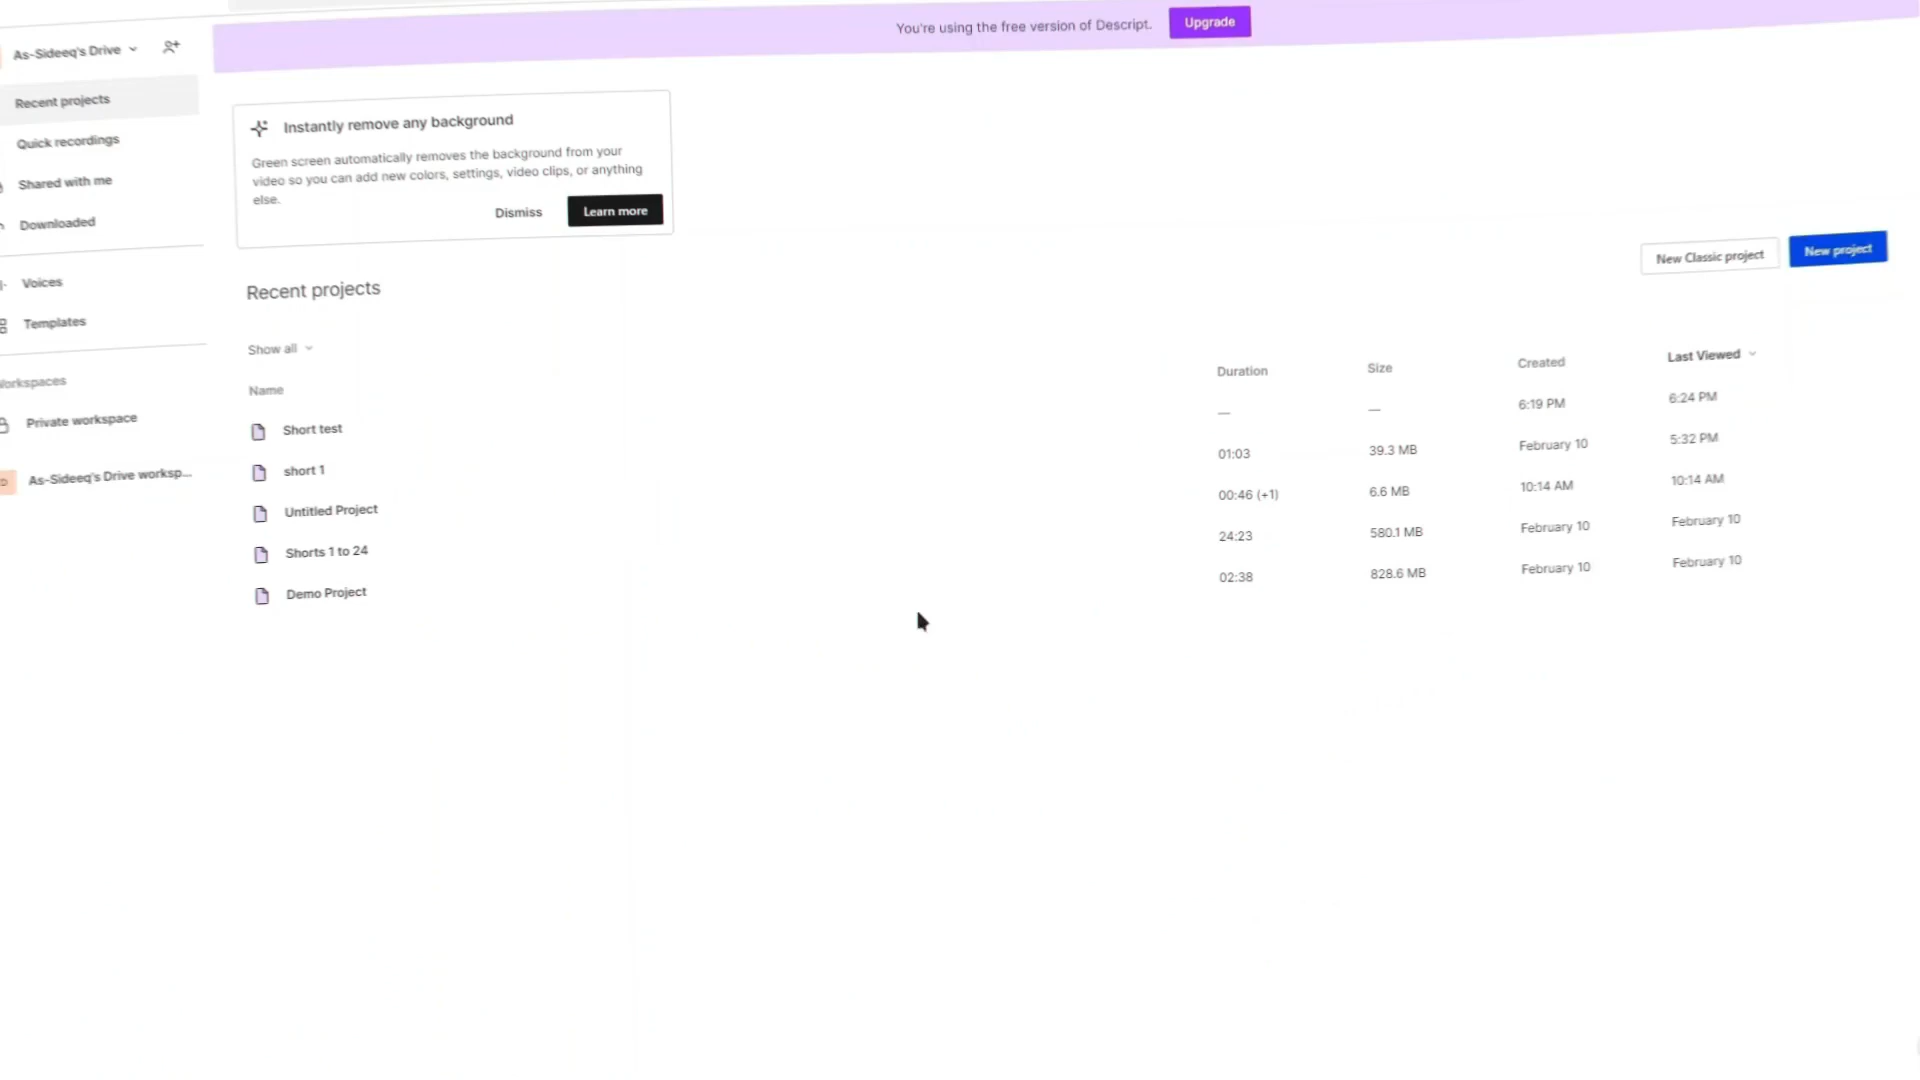 You're using the free version of Descript.
Upgrade
As-Sideeq's Drive
Recent projects
Quick recordings
Shared with me
Downloaded
Voices
Templates
Workspaces
Private workspace
As-Sideeq's Drive worksp...
Instantly remove any background
Green screen automatically removes the background from your
video so you can add new colors, settings, video clips, or anything
else.
Dismiss
Learn more
New Classic project
New project
Recent projects
Show all
Name Duration Size Created Last Viewed
Short test — — 6:19 PM 6:24 PM
short 1 01:03 39.3 MB February 10 5:32 PM
Untitled Project 00:46 (+1) 6.6 MB 10:14 AM 10:14 AM
Shorts 1 to 24 24:23 580.1 MB February 10 February 10
Demo Project 02:38 828.6 MB February 10 February 10